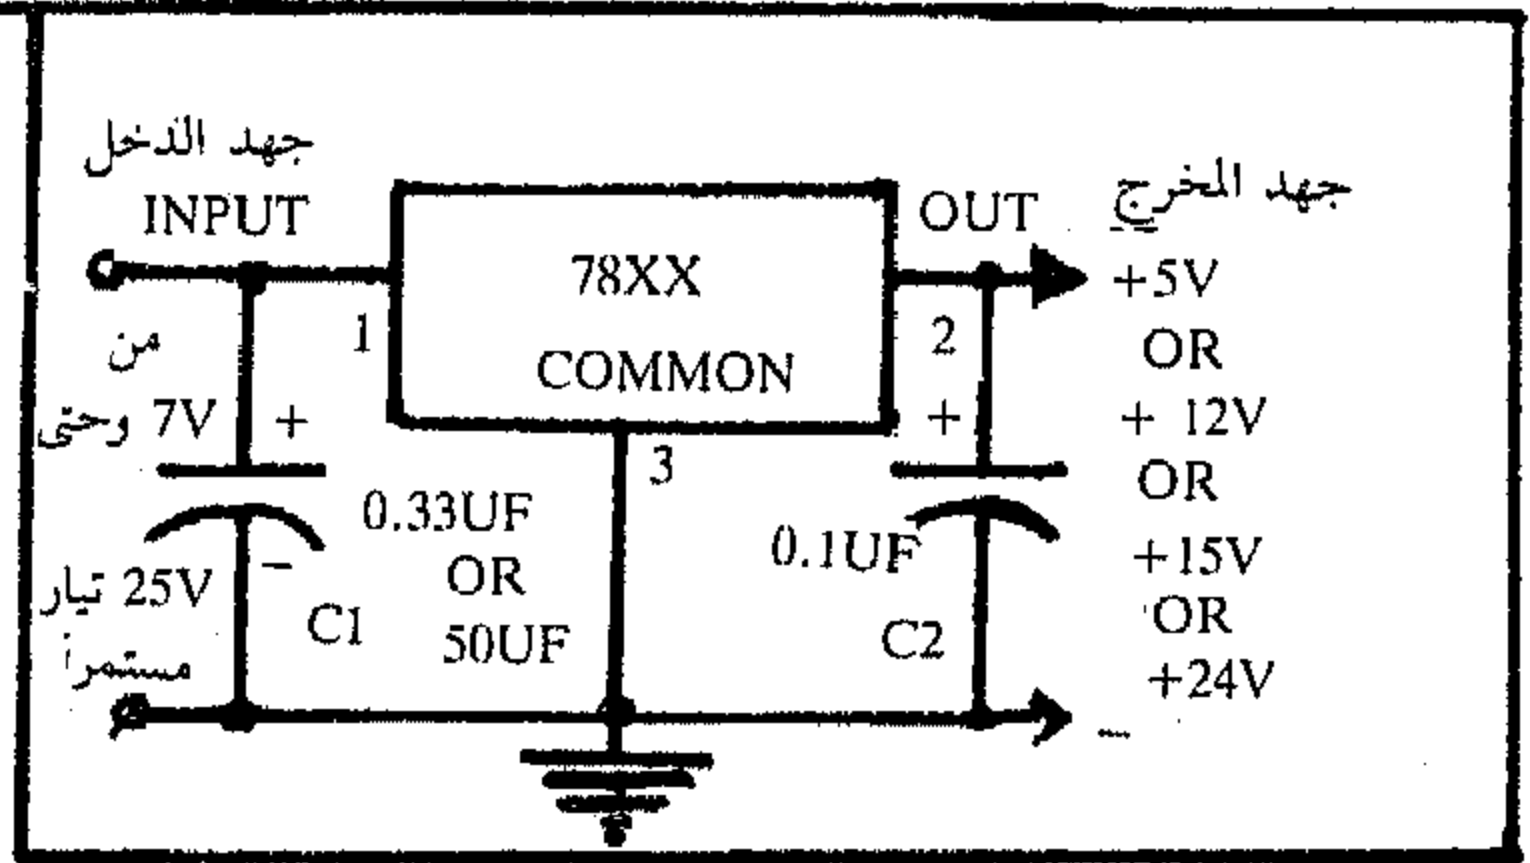 جهد الدخل
INPUT
من
7V وحتى
25V تيار
مستمراً
1
+
-
C1
0.33UF
OR
50UF
78XX
COMMON
3
OUT
2
+
0.1UF
C2
جهد المخرج
+5V
OR
+ 12V
OR
+15V
OR
+24V
-